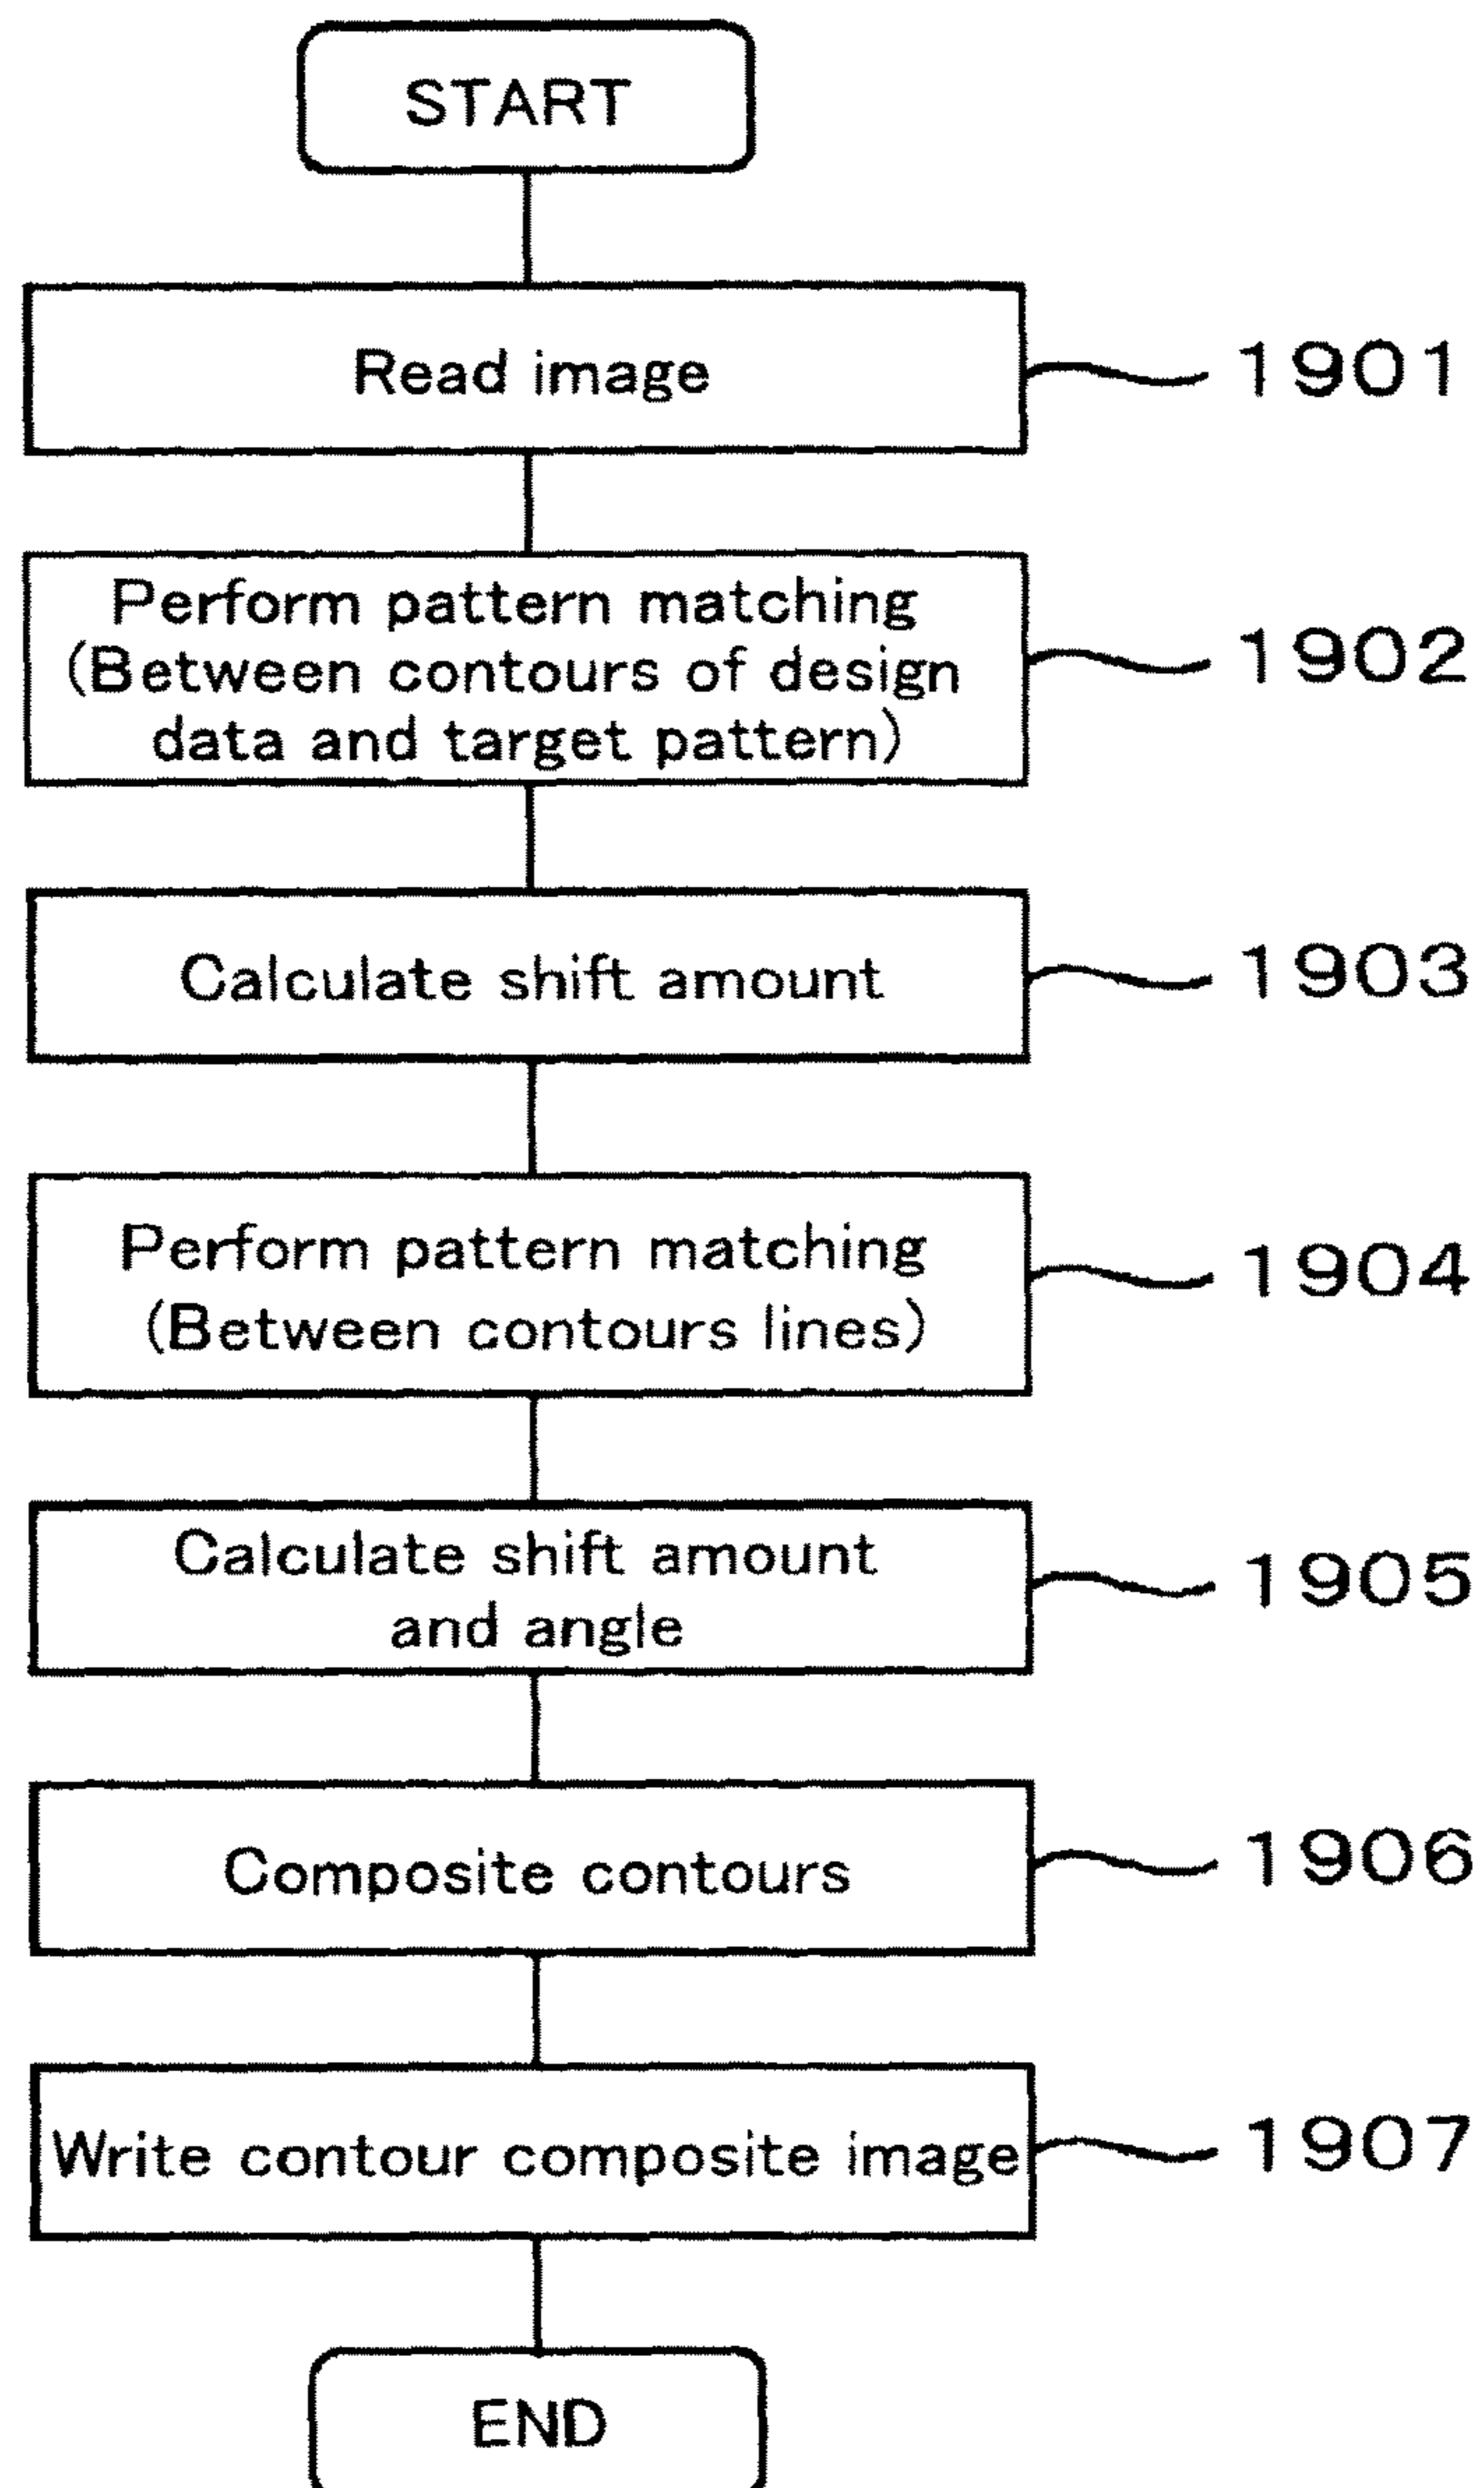 START
Read image
1901
Perform pattern matching
(Between contours of design
data and target pattern)
1902
Calculate shift amount
1903
Perform pattern matching
(Between contours lines)
1904
Calculate shift amount
and angle
1905
Composite contours
1906
Write contour composite image
1907
END